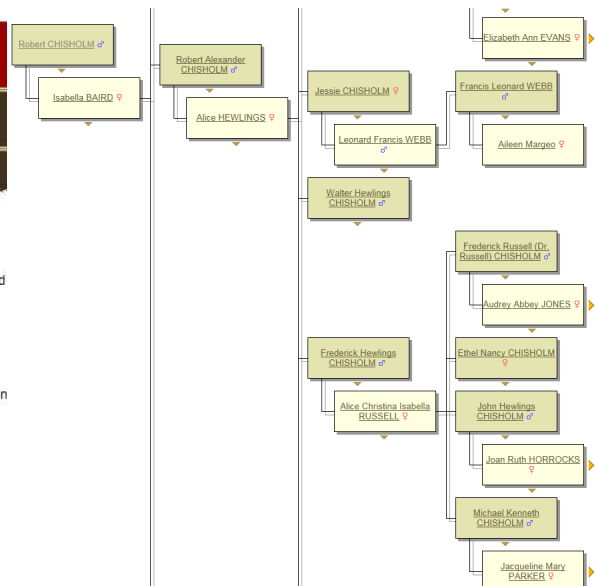 Robert CHISHOLM ♂
Isabella BAIRD ♀
Robert Alexander
CHISHOLM ♂
Alice HEWLINGS ♀
Jessie CHISHOLM ♀
Leonard Francis WEBB
♂
Walter Hewlings
CHISHOLM ♂
Frederick Hewlings
CHISHOLM ♂
Alice Christina Isabella
RUSSELL ♀
Elizabeth Ann EVANS ♀
Francis Leonard WEBB
♂
Aileen Margeo ♀
Frederick Russell (Dr.
Russell) CHISHOLM ♂
Audrey Abbey JONES ♀
Ethel Nancy CHISHOLM
♀
John Hewlings
CHISHOLM ♂
Joan Ruth HORROCKS
♀
Michael Kenneth
CHISHOLM ♂
Jacqueline Mary
PARKER ♀
d
n